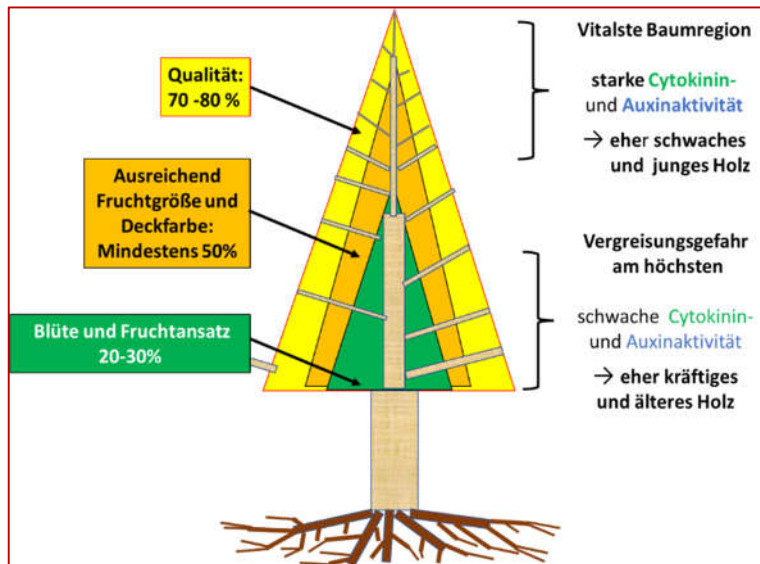 Qualität:
70 -80 %
Ausreichend
Fruchtgröße und
Deckfarbe:
Mindestens 50%
Blüte und Fruchtansatz
20-30%
Vitalste Baumregion
starke Cytokinin-
und Auxinaktivität
→ eher schwaches
und junges Holz
Vergreisungsgefahr
am höchsten
schwache Cytokinin-
und Auxinaktivität
→ eher kräftiges
und älteres Holz